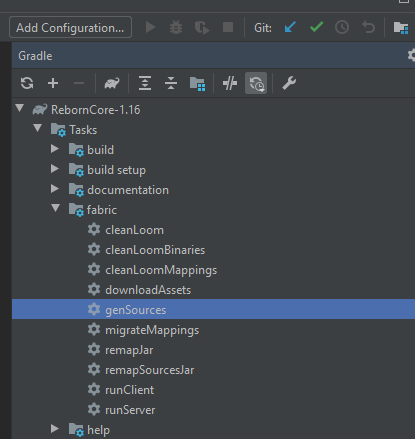 Add Configuration...
Git:
Gradle
RebornCore-1.16
Tasks
build
build setup
documentation
fabric
cleanLoom
cleanLoomBinaries
cleanLoomMappings
downloadAssets
genSources
migrateMappings
remapJar
remapSourcesJar
runClient
runServer
help